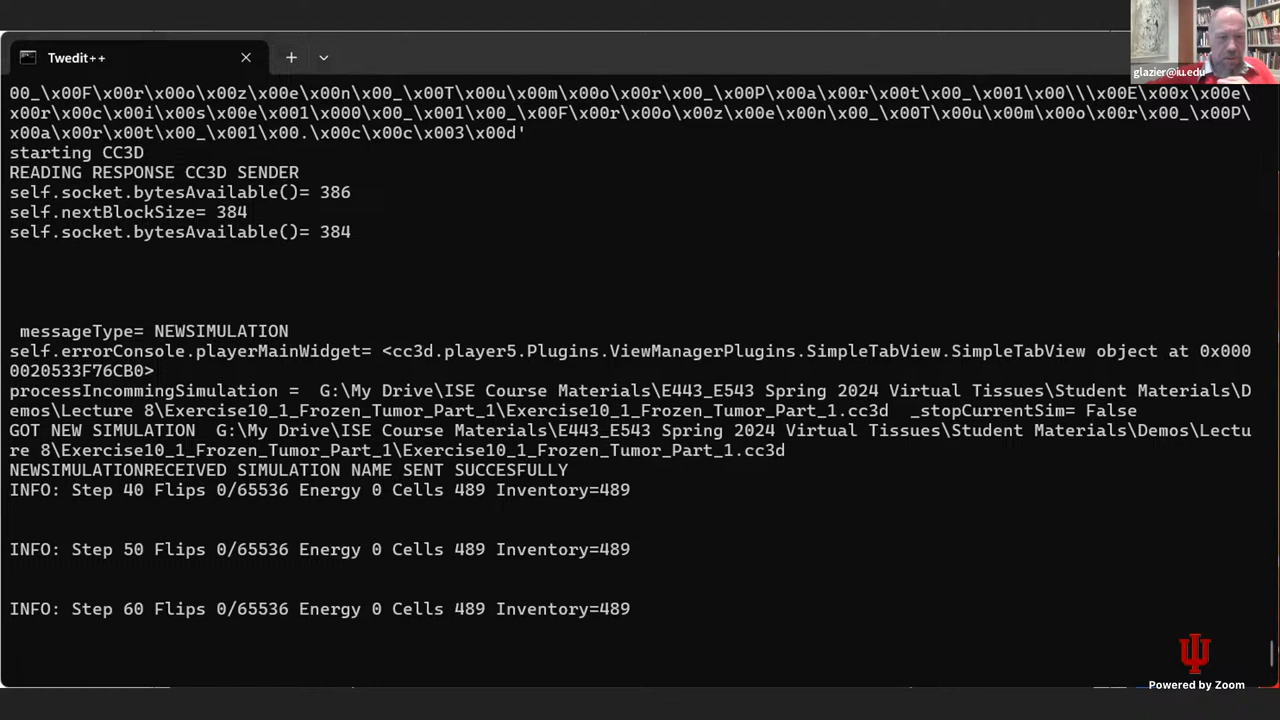 Twedit++
glazier@iu.edu
00_\x00F\x00r\x00o\x00z\x00e\x00n\x00_\x00T\x00u\x00m\x00o\x00r\x00_\x00P\x00a\x00r\x00t\x00_\x001\x00\\\x00E\x00x\x00e\
x00r\x00c\x00i\x00s\x00e\x001\x000\x00_\x001\x00_\x00F\x00r\x00o\x00z\x00e\x00n\x00_\x00T\x00u\x00m\x00o\x00r\x00_\x00P\
x00a\x00r\x00t\x00_\x001\x00.\x00c\x00c\x003\x00d'
starting CC3D
READING RESPONSE CC3D SENDER
self.socket.bytesAvailable()= 386
self.nextBlockSize= 384
self.socket.bytesAvailable()= 384
messageType= NEWSIMULATION
self.errorConsole.playerMainWidget= <cc3d.player5.Plugins.ViewManagerPlugins.SimpleTabView.SimpleTabView object at 0x000
0020533F76CB0>
processIncommingSimulation =  G:\My Drive\ISE Course Materials\E443_E543 Spring 2024 Virtual Tissues\Student Materials\D
emos\Lecture 8\Exercise10_1_Frozen_Tumor_Part_1\Exercise10_1_Frozen_Tumor_Part_1.cc3d  _stopCurrentSim= False
GOT NEW SIMULATION  G:\My Drive\ISE Course Materials\E443_E543 Spring 2024 Virtual Tissues\Student Materials\Demos\Lectu
re 8\Exercise10_1_Frozen_Tumor_Part_1\Exercise10_1_Frozen_Tumor_Part_1.cc3d
NEWSIMULATIONRECEIVED SIMULATION NAME SENT SUCCESFULLY
INFO: Step 40 Flips 0/65536 Energy 0 Cells 489 Inventory=489
INFO: Step 50 Flips 0/65536 Energy 0 Cells 489 Inventory=489
INFO: Step 60 Flips 0/65536 Energy 0 Cells 489 Inventory=489
Powered by Zoom